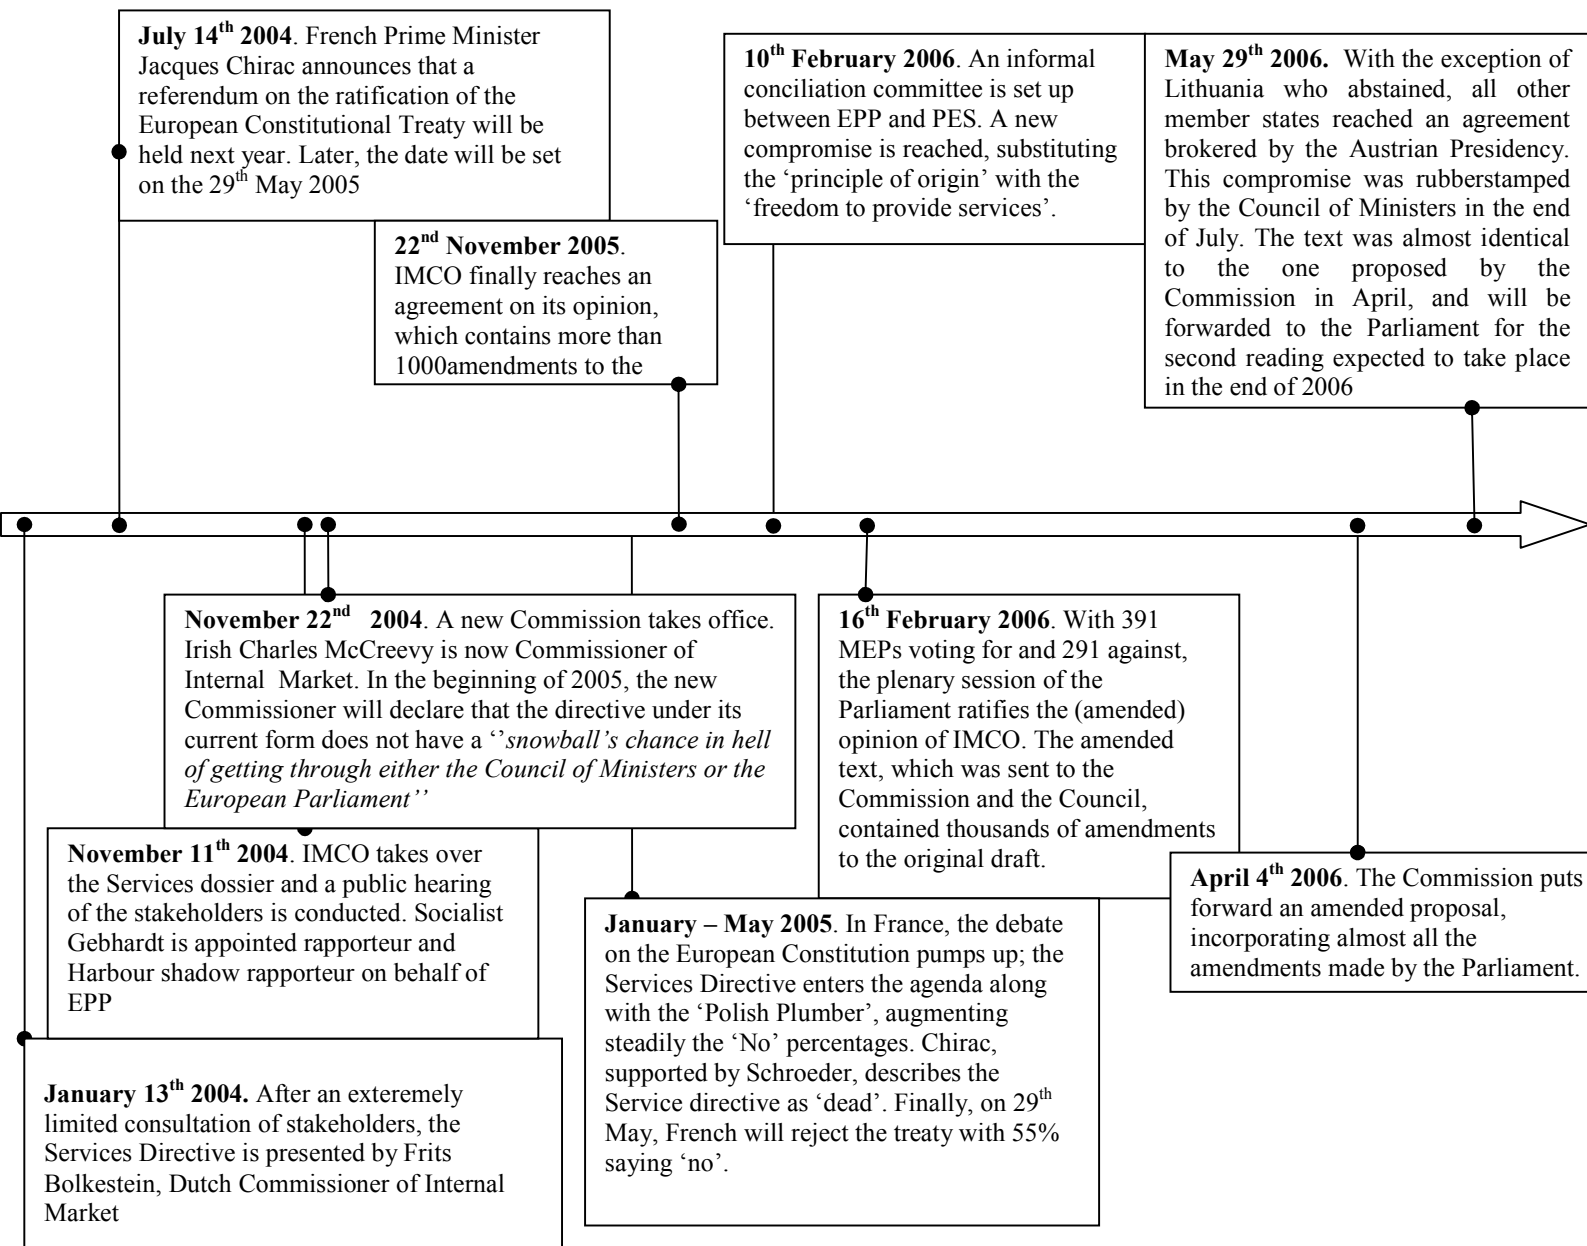 July 14th 2004. French Prime Minister
Jacques Chirac announces that a
referendum on the ratification of the
European Constitutional Treaty will be
held next year. Later, the date will be set
on the 29th May 2005
22nd November 2005.
IMCO finally reaches an
agreement on its opinion,
which contains more than
1000amendments to the
10th February 2006. An informal
conciliation committee is set up
between EPP and PES. A new
compromise is reached, substituting
the ‘principle of origin’ with the
‘freedom to provide services’.
May 29th 2006. With the exception of
Lithuania who abstained, all other
member states reached an agreement
brokered by the Austrian Presidency.
This compromise was rubberstamped
by the Council of Ministers in the end
of July. The text was almost identical
to the one proposed by the
Commission in April, and will be
forwarded to the Parliament for the
second reading expected to take place
in the end of 2006
November 22nd 2004. A new Commission takes office.
Irish Charles McCreevy is now Commissioner of
Internal Market. In the beginning of 2005, the new
Commissioner will declare that the directive under its
current form does not have a ‘’snowball’s chance in hell
of getting through either the Council of Ministers or the
European Parliament’’
November 11th 2004. IMCO takes over
the Services dossier and a public hearing
of the stakeholders is conducted. Socialist
Gebhardt is appointed rapporteur and
Harbour shadow rapporteur on behalf of
EPP
January 13th 2004. After an exteremely
limited consultation of stakeholders, the
Services Directive is presented by Frits
Bolkestein, Dutch Commissioner of Internal
Market
January – May 2005. In France, the debate
on the European Constitution pumps up; the
Services Directive enters the agenda along
with the ‘Polish Plumber’, augmenting
steadily the ‘No’ percentages. Chirac,
supported by Schroeder, describes the
Service directive as ‘dead’. Finally, on 29th
May, French will reject the treaty with 55%
saying ‘no’.
16th February 2006. With 391
MEPs voting for and 291 against,
the plenary session of the
Parliament ratifies the (amended)
opinion of IMCO. The amended
text, which was sent to the
Commission and the Council,
contained thousands of amendments
to the original draft.
April 4th 2006. The Commission puts
forward an amended proposal,
incorporating almost all the
amendments made by the Parliament.